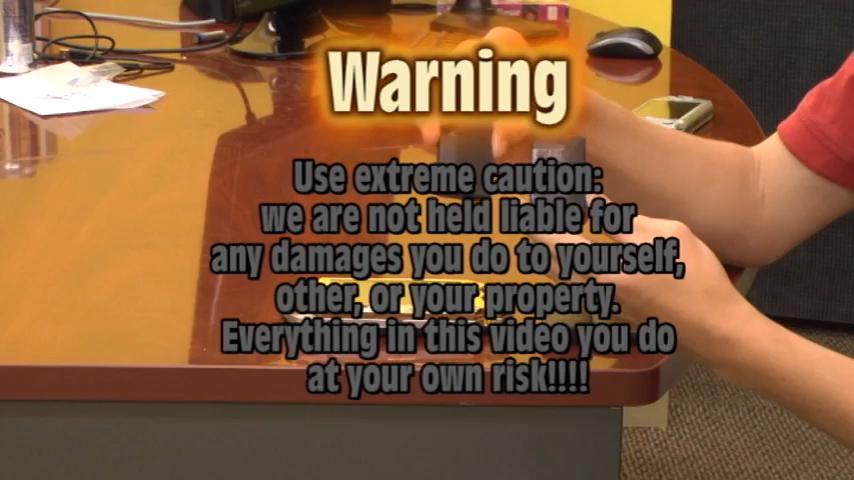 Warning
Use extreme caution:
we are not held liable for
any damages you do to yourself,
other, or your property.
Everything in this video you do
at your own risk!!!!